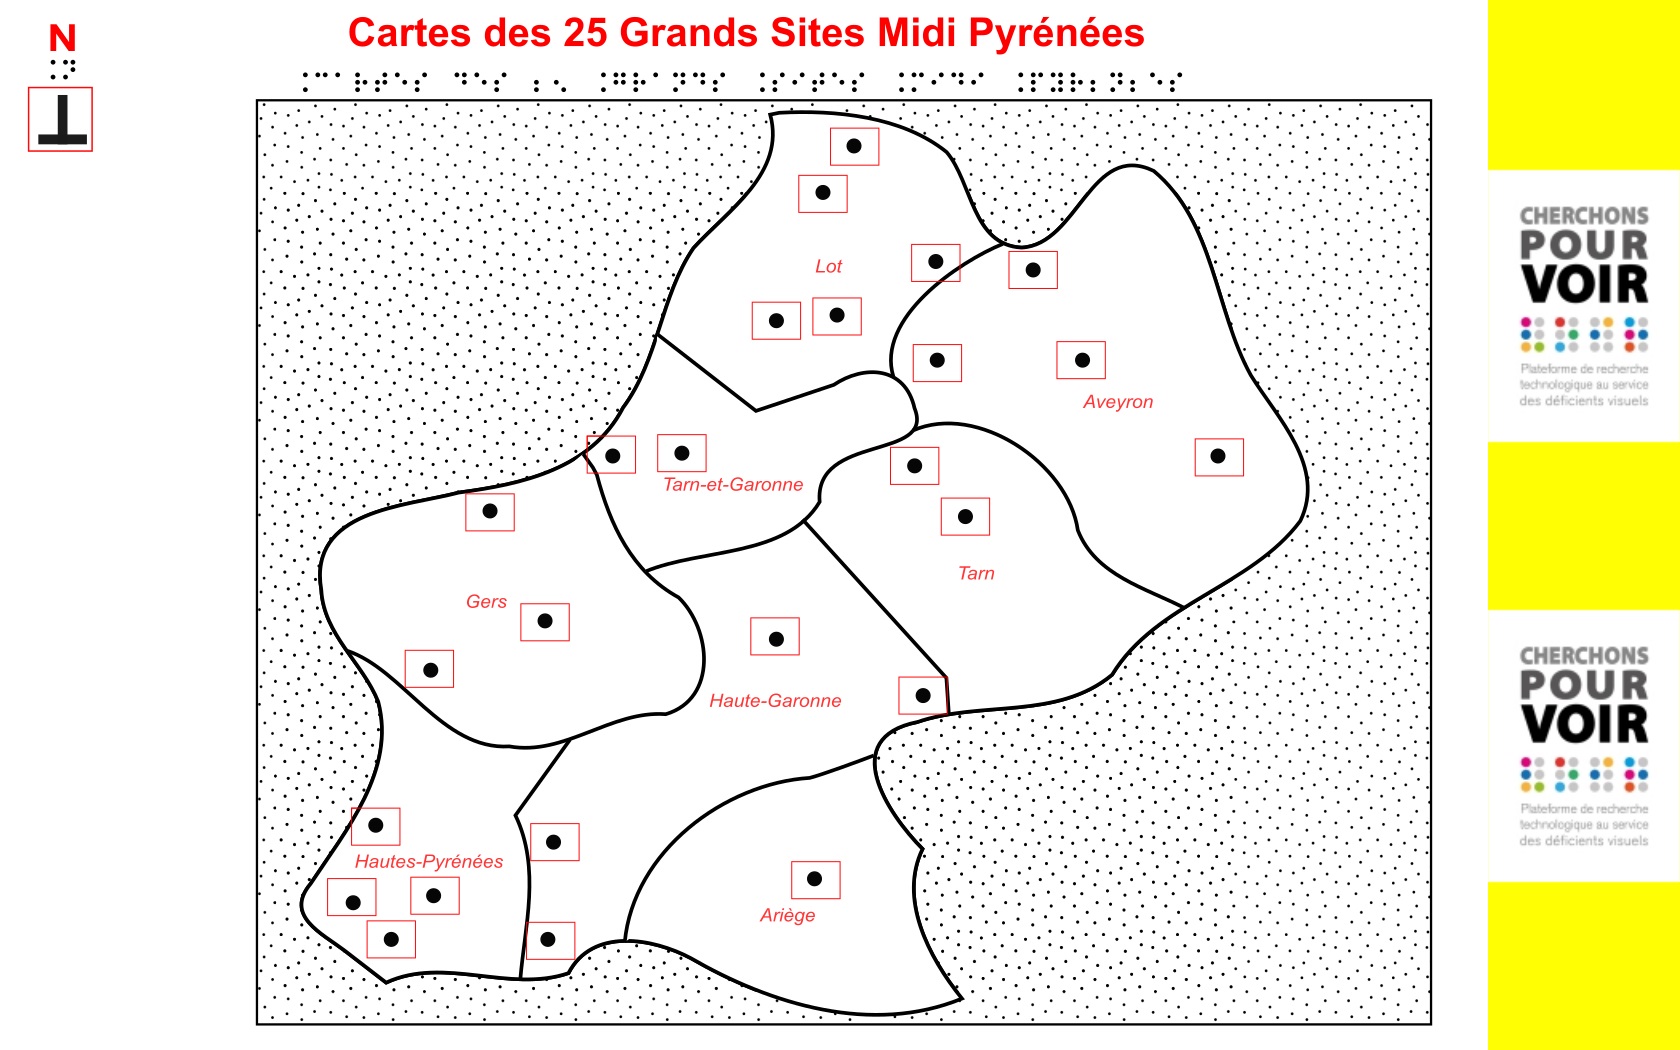 Cartes des 25 Grands Sites Midi Pyrénées
N
Lot
Aveyron
Tarn-et-Garonne
Tarn
Gers
Haute-Garonne
Hautes-Pyrénées
Ariège
CHERCHONS
POUR
VOIR
Plateforme de recherche
technologique au service
des déficients visuels
CHERCHONS
POUR
VOIR
Plateforme de recherche
technologique au service
des déficients visuels